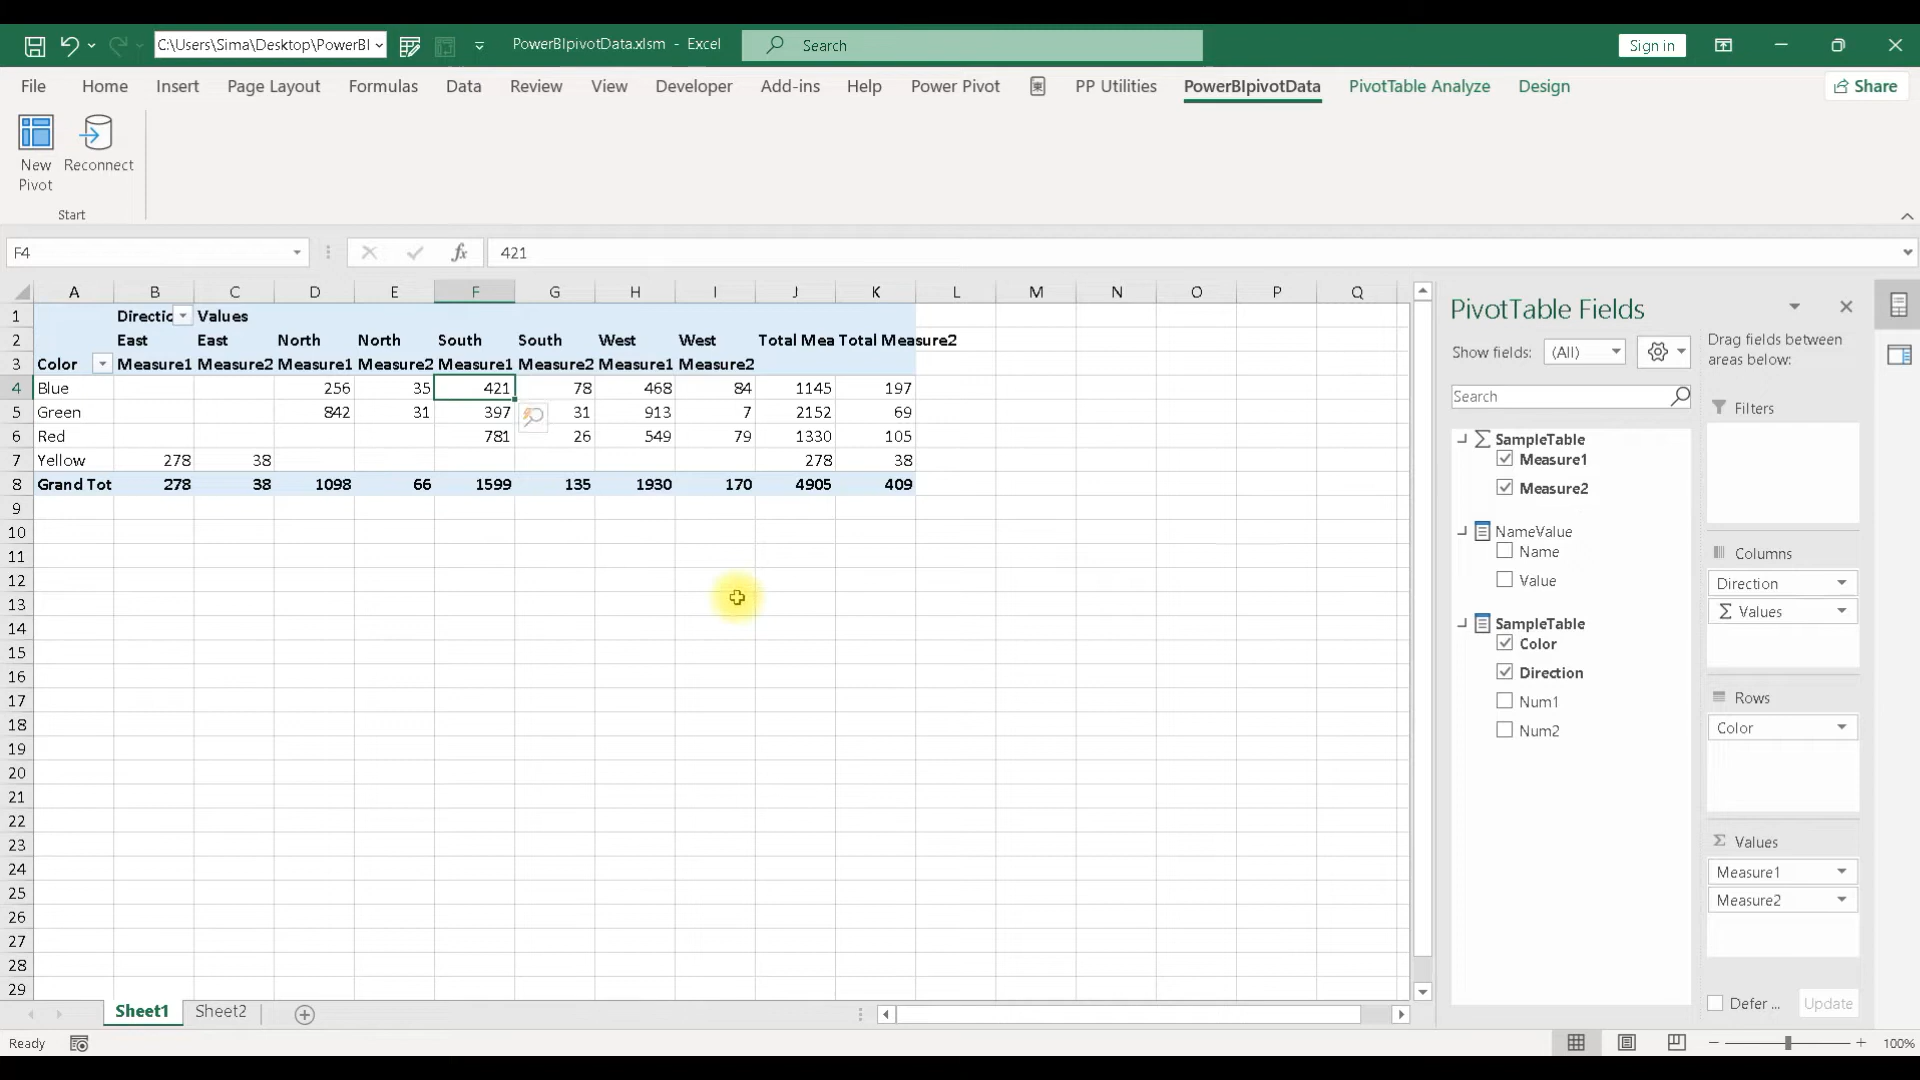 C:\Users\Sima\Desktop\PowerBI
PowerBIpivotData.xlsm - Excel
Search
Sign in
File Home Insert Page Layout Formulas Data Review View Developer Add-ins Help Power Pivot PP Utilities PowerBIpivotData PivotTable Analyze Design Share
New Pivot
Reconnect
Start
F4
fx
421
A B C D E F G H I J K L M N O P Q
1 Directic Values
2 East East North North South South West West Total Mea Total Measure2
3 Color Measure1 Measure2 Measure1 Measure2 Measure1 Measure2 Measure1 Measure2
4 Blue 256 35 421 78 468 84 1145 197
5 Green 842 31 397 31 913 7 2152 69
6 Red 781 26 549 79 1330 105
7 Yellow 278 38 278 38
8 Grand Tot 278 38 1098 66 1599 135 1930 170 4905 409
9
10
11
12
13
14
15
16
17
18
19
20
21
22
23
24
25
26
27
28
29
PivotTable Fields
Show fields: (All)
Search
SampleTable
Measure1
Measure2
NameValue
Name
Value
SampleTable
Color
Direction
Num1
Num2
Drag fields between
areas below:
Filters
Columns
Direction
Σ Values
Rows
Color
Σ Values
Measure1
Measure2
Defer ... Update
Sheet1 Sheet2
Ready
100%